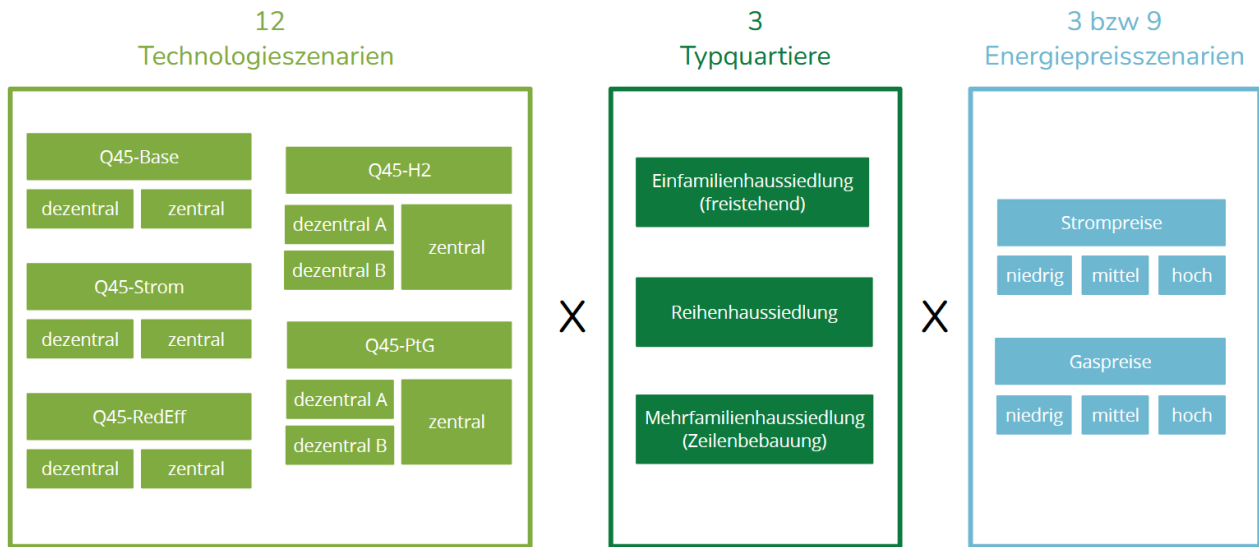 12
Technologieszenarien
Q45-Base
dezentral
zentral
Q45-Strom
dezentral
zentral
Q45-RedEff
dezentral
zentral
Q45-H2
dezentral A
dezentral B
zentral
Q45-PtG
dezentral A
dezentral B
zentral
X
3
Typquartiere
Einfamilienhaussiedlung
(freistehend)
Reihenhaussiedlung
Mehrfamilienhaussiedlung
(Zeilenbebauung)
X
3 bzw 9
Energiepreisszenarien
Strompreise
niedrig
mittel
hoch
Gaspreise
niedrig
mittel
hoch